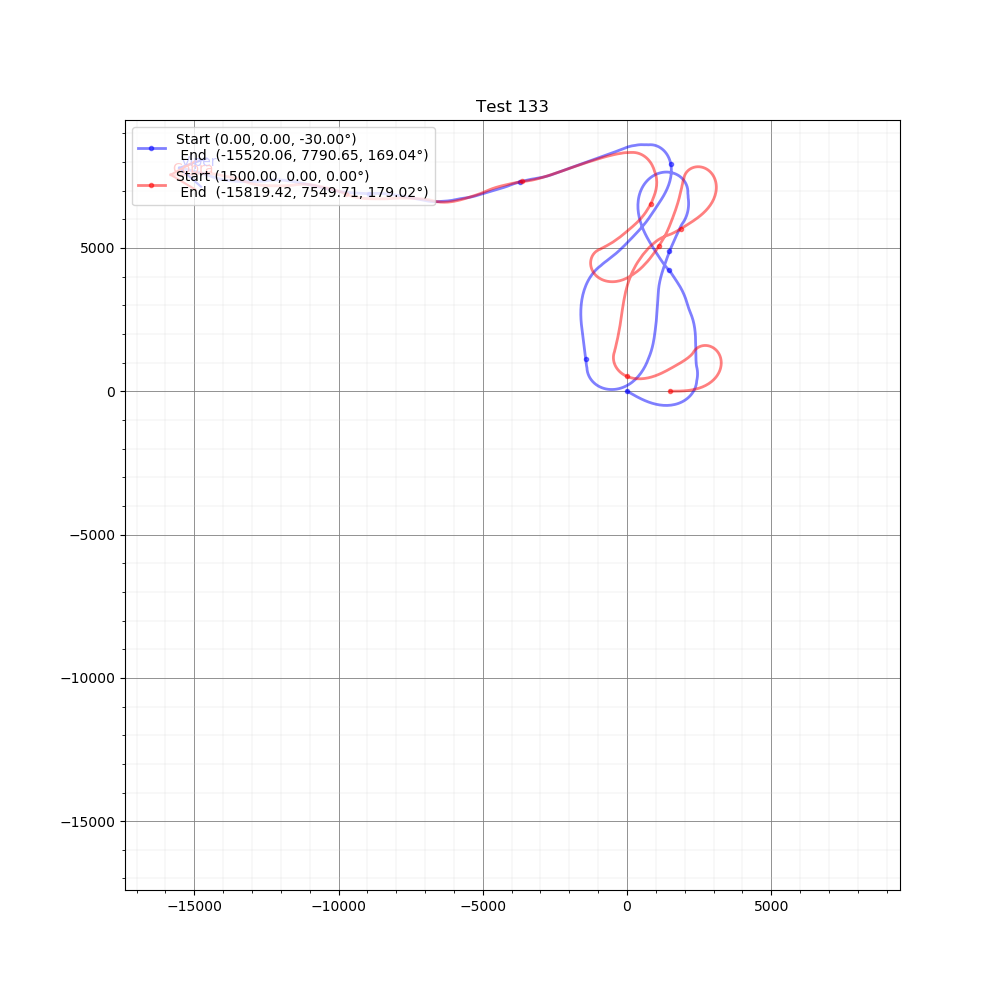 Test 133
Start (0.00, 0.00, -30.00°)
End (-15520.06, 7790.65, 169.04°)
Start (1500.00, 0.00, 0.00°)
End (-15819.42, 7549.71, 179.02°)
5000
0
−5000
−10000
−15000
−15000
−10000
−5000
0
5000